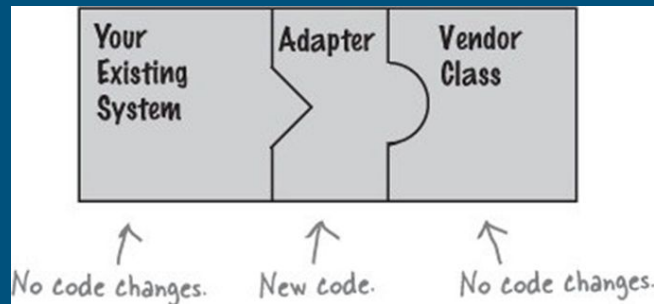 Your
Existing
System
Adapter
Vendor
Class
No code changes.
New code.
No code changes.